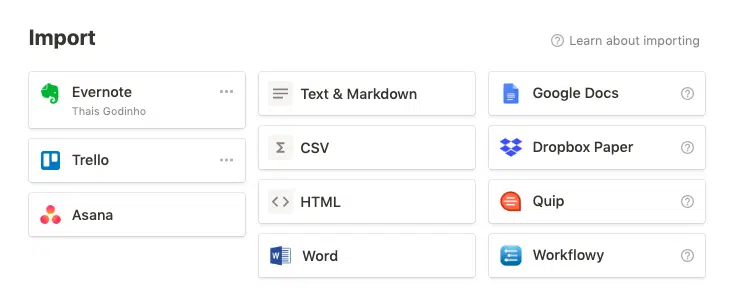 Import
Learn about importing
Evernote
Thais Godinho
Trello
Asana
Text & Markdown
CSV
HTML
Word
Google Docs
Dropbox Paper
Quip
Workflowy